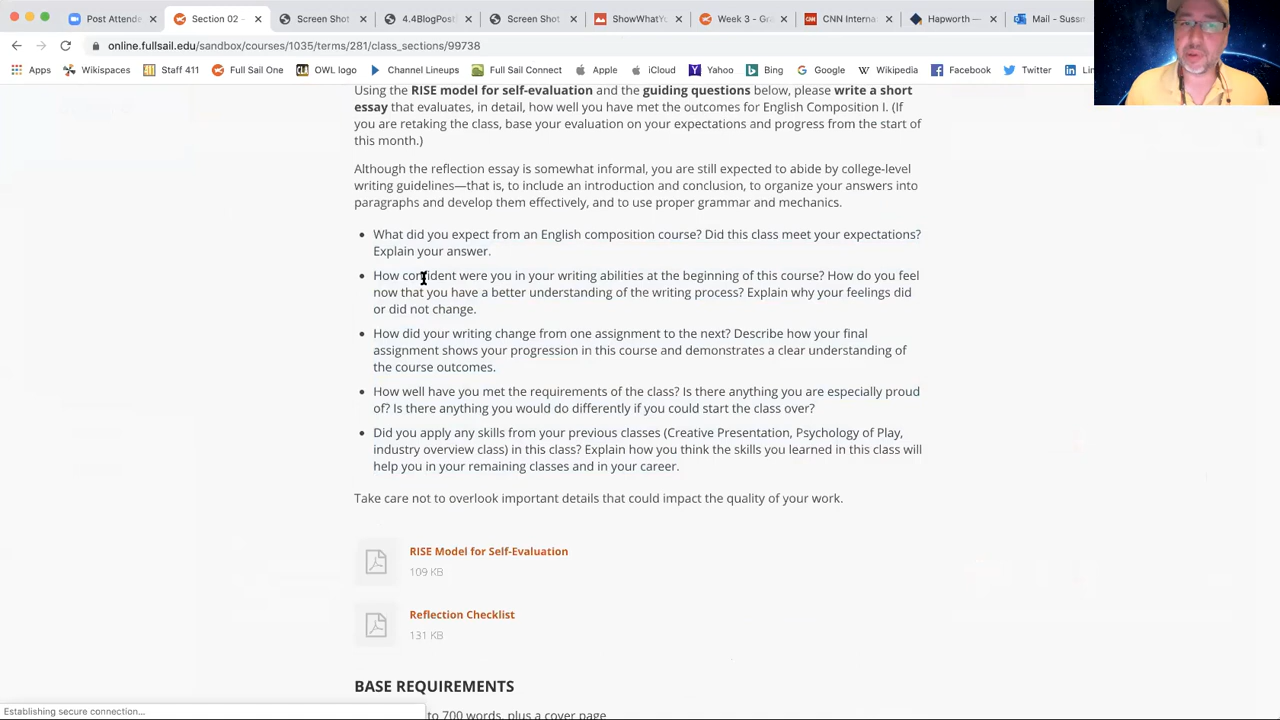 Post Attende
Section 02 -
Screen Shot
4.4BlogPost
Screen Shot
ShowWhatYo
Week 3 - Gra
CNN Interna
Hapworth —
Mail - Sussm
online.fullsail.edu/sandbox/courses/1035/terms/281/class_sections/99738
Apps
Wikispaces
Staff 411
Full Sail One
OWL logo
Channel Lineups
Full Sail Connect
Apple
iCloud
Yahoo
Bing
Google
Wikipedia
Facebook
Twitter
Lin
Using the RISE model for self-evaluation and the guiding questions below, please write a short
essay that evaluates, in detail, how well you have met the outcomes for English Composition I. (If
you are retaking the class, base your evaluation on your expectations and progress from the start of
this month.)
Although the reflection essay is somewhat informal, you are still expected to abide by college-level
writing guidelines—that is, to include an introduction and conclusion, to organize your answers into
paragraphs and develop them effectively, and to use proper grammar and mechanics.
• What did you expect from an English composition course? Did this class meet your expectations?
Explain your answer.
• How confident were you in your writing abilities at the beginning of this course? How do you feel
now that you have a better understanding of the writing process? Explain why your feelings did
or did not change.
• How did your writing change from one assignment to the next? Describe how your final
assignment shows your progression in this course and demonstrates a clear understanding of
the course outcomes.
• How well have you met the requirements of the class? Is there anything you are especially proud
of? Is there anything you would do differently if you could start the class over?
• Did you apply any skills from your previous classes (Creative Presentation, Psychology of Play,
industry overview class) in this class? Explain how you think the skills you learned in this class will
help you in your remaining classes and in your career.
Take care not to overlook important details that could impact the quality of your work.
RISE Model for Self-Evaluation
109 KB
Reflection Checklist
131 KB
BASE REQUIREMENTS
to 700 words, plus a cover page
Establishing secure connection...